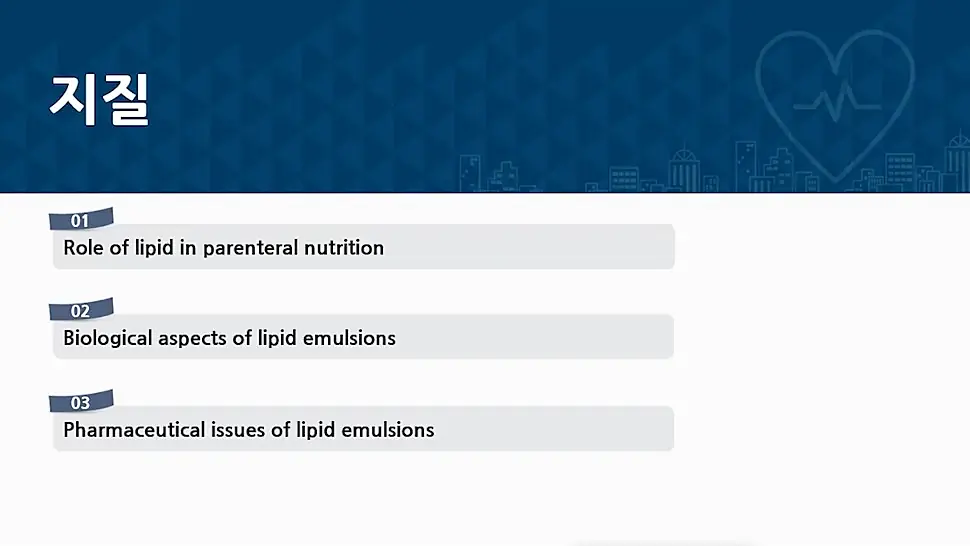 지질
01
Role of lipid in parenteral nutrition
02
Biological aspects of lipid emulsions
03
Pharmaceutical issues of lipid emulsions